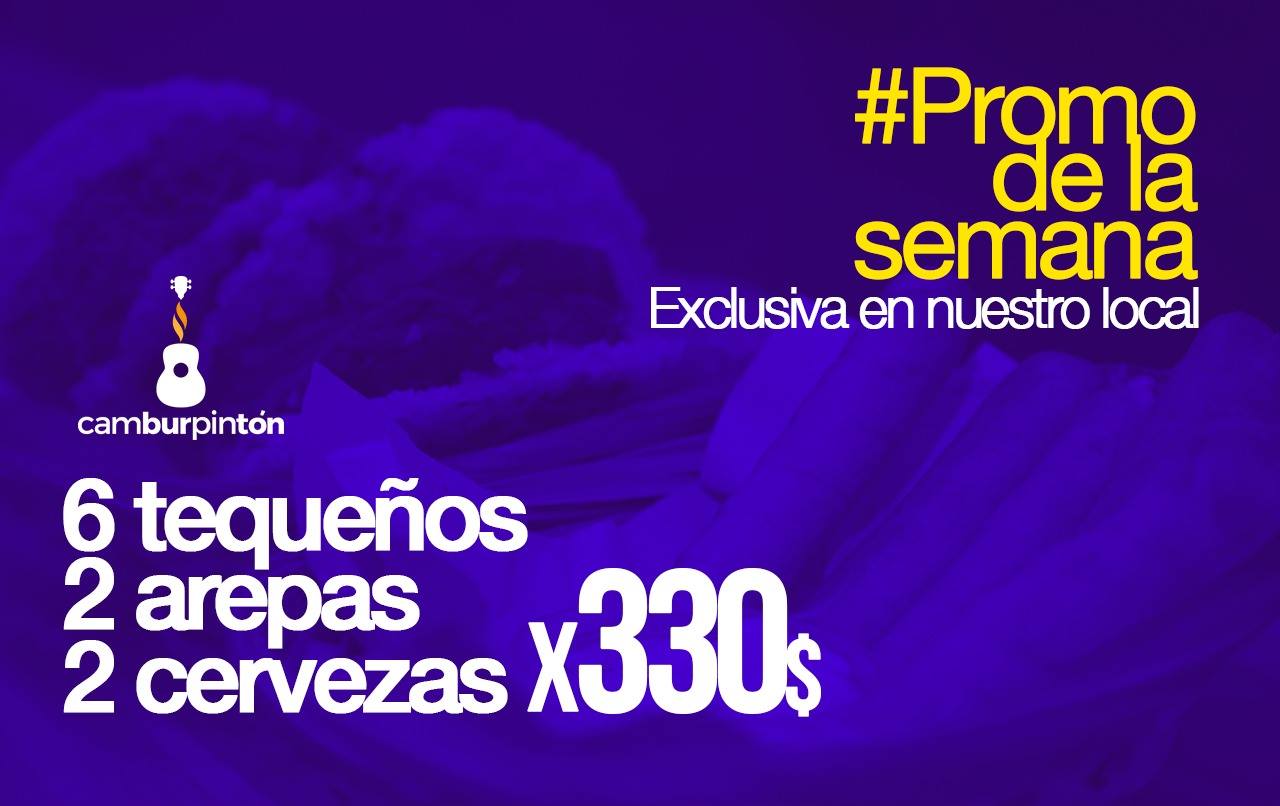 #Promo
de la
semana
Exclusiva en nuestro local
camburpintón
6 tequeños
2 arepas
2 cervezas x330$